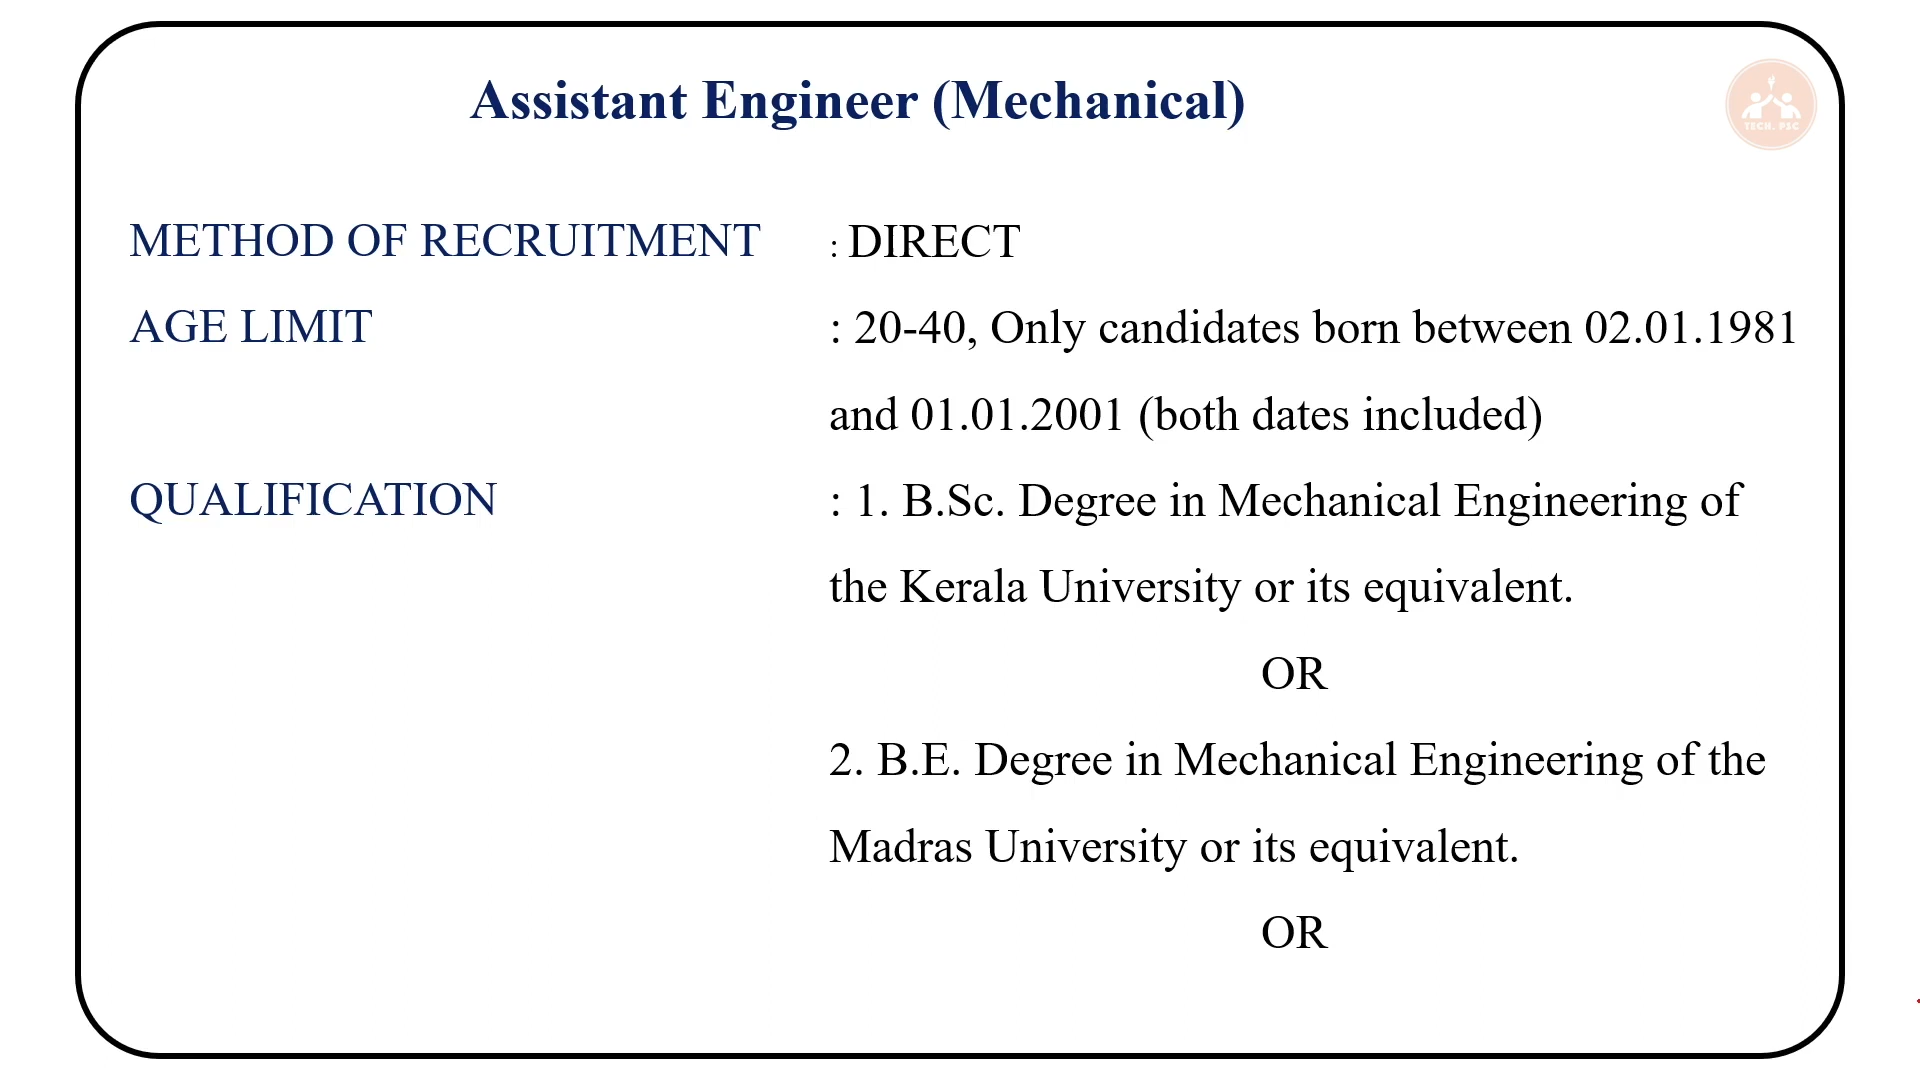 Assistant Engineer (Mechanical)
TECH. PSC
METHOD OF RECRUITMENT : DIRECT
AGE LIMIT : 20-40, Only candidates born between 02.01.1981
and 01.01.2001 (both dates included)
QUALIFICATION : 1. B.Sc. Degree in Mechanical Engineering of
the Kerala University or its equivalent.
OR
2. B.E. Degree in Mechanical Engineering of the
Madras University or its equivalent.
OR